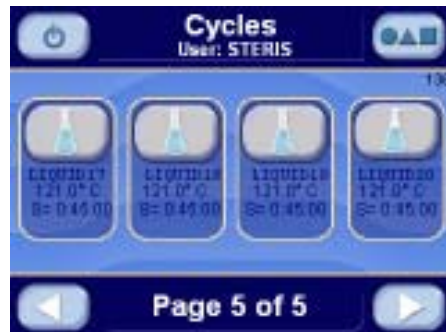 Cycles
User: STERIS
LIQUID17 LIQUID18 LIQUID19 LIQUID20
121.0° C 121.0° C 121.0° C 121.0° C
S= 0:45:00 S= 0:45:00 S= 0:45:00 S= 0:45:00
Page 5 of 5